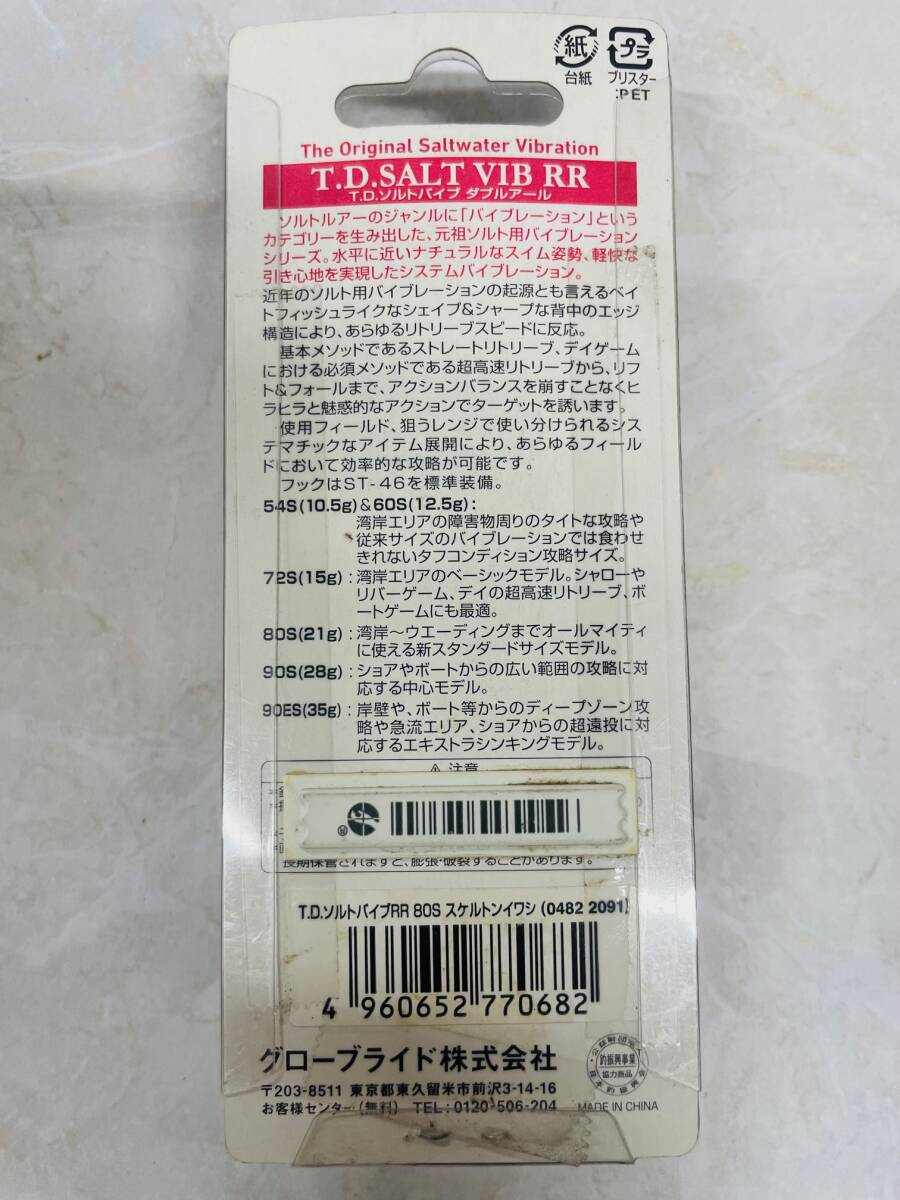 紙
台紙
プラ
ブリスター
:PET
The Original Saltwater Vibration
T.D.SALT VIB RR
T.D.ソルトバイブ ダブルアール
ソルトルアーのジャンルに「バイブレーション」という
カテゴリーを生み出した、元祖ソルト用バイブレーション
シリーズ。水平に近いナチュラルなスイム姿勢、軽快な
引き心地を実現したシステムバイブレーション。
近年のソルト用バイブレーションの起源とも言えるベイ
トフィッシュライクなシェイプ&シャープな背中のエッジ
構造により、あらゆるリトリーブスピードに反応。
基本メソッドであるストレートリトリーブ、デイゲーム
における必須メソッドである超高速リトリーブから、リフ
ト&フォールまで、アクションバランスを崩すことなくヒ
ラヒラと魅惑的なアクションでターゲットを誘います。
使用フィールド、狙うレンジで使い分けられるシス
テマチックなアイテム展開により、あらゆるフィール
ドにおいて効率的な攻略が可能です。
フックはST-46を標準装備。
54S(10.5g)&60S(12.5g):
湾岸エリアの障害物周りのタイトな攻略や
従来サイズのバイブレーションでは食わせ
きれないタフコンディション攻略サイズ。
72S(15g):湾岸エリアのベーシックモデル。シャローや
リバーゲーム、デイの超高速リトリーブ、ボ
ートゲームにも最適。
80S(21g):湾岸〜ウエーディングまでオールマイティ
に使える新スタンダードサイズモデル。
90S(28g):ショアやボートからの広い範囲の攻略に対
応する中心モデル。
90ES(35g):岸壁や、ボート等からのディープゾーン攻
略や急流エリア、ショアからの超遠投に対
応するエキストラシンキングモデル。
⚠注意
®
長期保管されますと、膨張・破裂することがあります。
T.D.ソルトバイブRR 80S スケルトンイワシ (0482 2091)
4 960652 770682
グローブライド株式会社
〒203-8511 東京都東久留米市前沢3-14-16
お客様センター(無料) TEL:0120-506-204
公益財団法人
釣振興事業
協力商品
日本釣振興会
MADE IN CHINA